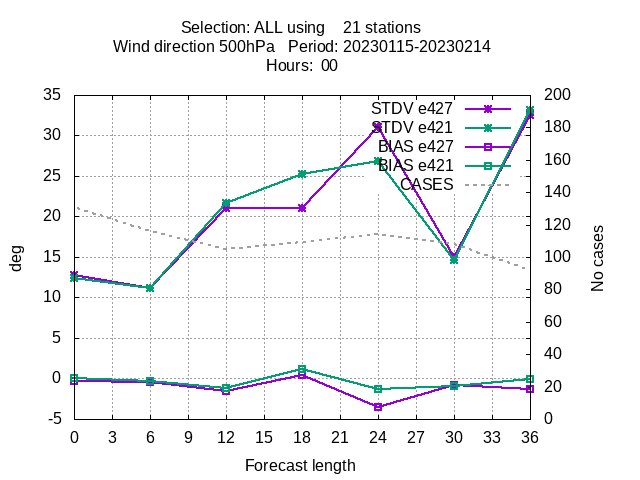 Selection: ALL using    21 stations
Wind direction 500hPa   Period: 20230115-20230214
Hours:  00
STDV e427
STDV e421
BIAS e427
BIAS e421
CASES
35
30
25
20
15
10
5
0
-5
deg
200
180
160
140
120
100
80
60
40
20
0
No cases
0 3 6 9 12 15 18 21 24 27 30 33 36
Forecast length